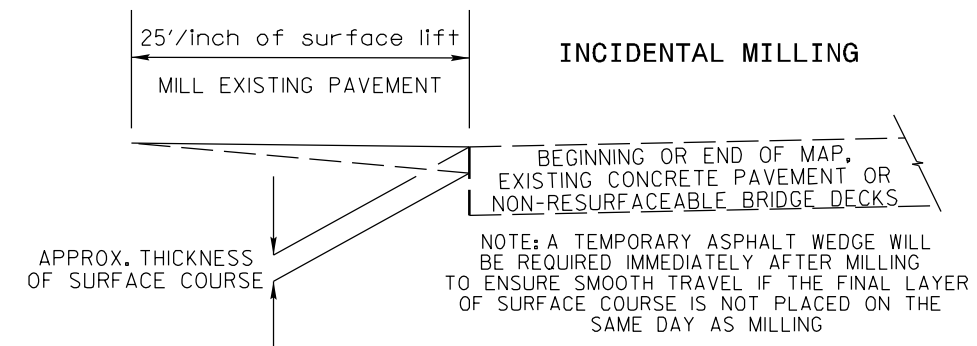 25'/inch of surface lift
INCIDENTAL MILLING
MILL EXISTING PAVEMENT
BEGINNING OR END OF MAP,
EXISTING CONCRETE PAVEMENT OR
NON-RESURFACEABLE BRIDGE DECKS
APPROX. THICKNESS
OF SURFACE COURSE
NOTE: A TEMPORARY ASPHALT WEDGE WILL
BE REQUIRED IMMEDIATELY AFTER MILLING
TO ENSURE SMOOTH TRAVEL IF THE FINAL LAYER
OF SURFACE COURSE IS NOT PLACED ON THE
SAME DAY AS MILLING